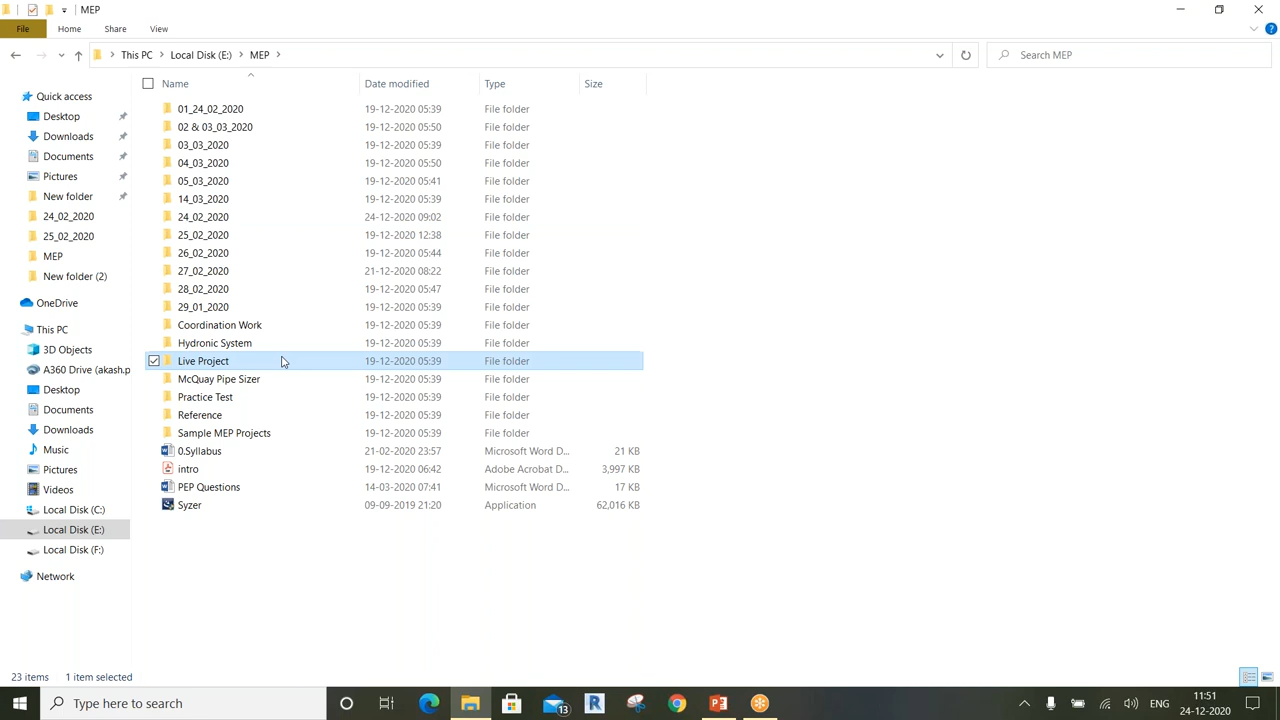 MEP
File Home Share View
This PC Local Disk (E:) MEP Search MEP
Name Date modified Type Size
Quick access
Desktop
Downloads
Documents
Pictures
New folder
24_02_2020
25_02_2020
MEP
New folder (2)
OneDrive
This PC
3D Objects
A360 Drive (akash.p
Desktop
Documents
Downloads
Music
Pictures
Videos
Local Disk (C:)
Local Disk (E:)
Local Disk (F:)
Network
01_24_02_2020 19-12-2020 05:39 File folder
02 & 03_03_2020 19-12-2020 05:50 File folder
03_03_2020 19-12-2020 05:39 File folder
04_03_2020 19-12-2020 05:50 File folder
05_03_2020 19-12-2020 05:41 File folder
14_03_2020 19-12-2020 05:39 File folder
24_02_2020 24-12-2020 09:02 File folder
25_02_2020 19-12-2020 12:38 File folder
26_02_2020 19-12-2020 05:44 File folder
27_02_2020 21-12-2020 08:22 File folder
28_02_2020 19-12-2020 05:47 File folder
29_01_2020 19-12-2020 05:39 File folder
Coordination Work 19-12-2020 05:39 File folder
Hydronic System 19-12-2020 05:39 File folder
Live Project 19-12-2020 05:39 File folder
McQuay Pipe Sizer 19-12-2020 05:39 File folder
Practice Test 19-12-2020 05:39 File folder
Reference 19-12-2020 05:39 File folder
Sample MEP Projects 19-12-2020 05:39 File folder
0.Syllabus 21-02-2020 23:57 Microsoft Word D... 21 KB
intro 19-12-2020 06:42 Adobe Acrobat D... 3,997 KB
PEP Questions 14-03-2020 07:41 Microsoft Word D... 17 KB
Syzer 09-09-2019 21:20 Application 62,016 KB
23 items 1 item selected
Type here to search
13
ENG
11:51
24-12-2020